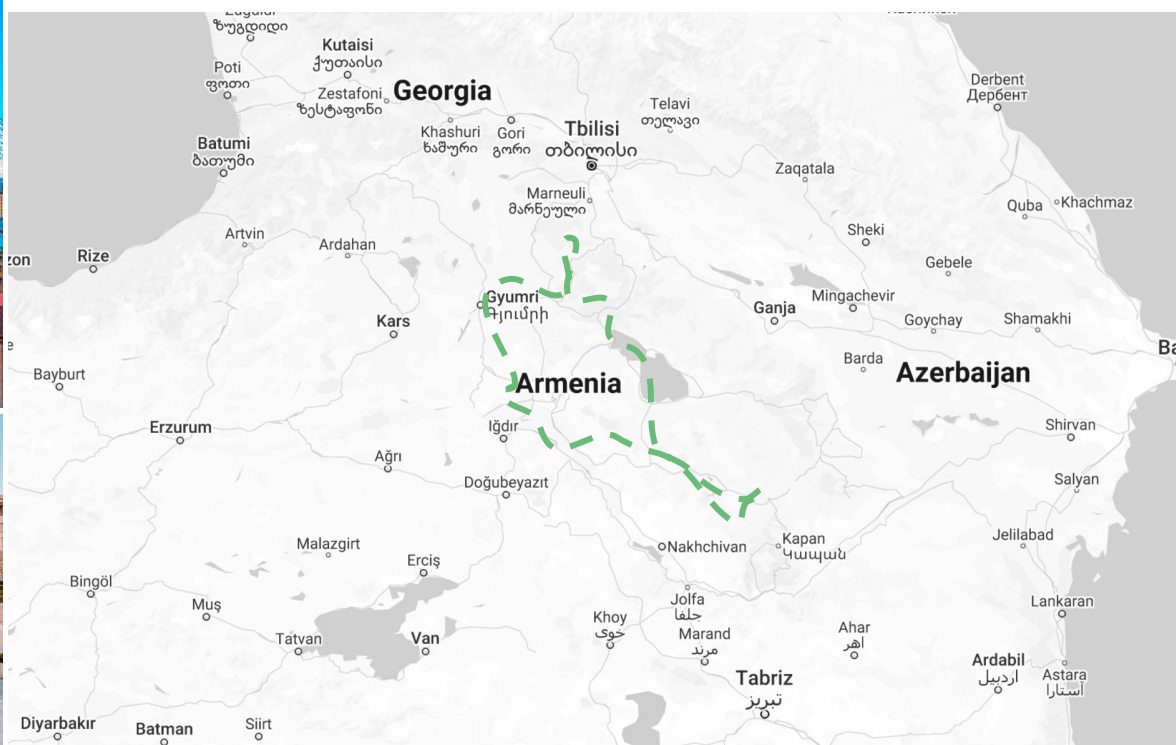 ზუგდიდი
Kutaisi
ქუთაისი
Poti
ფოთი
Zestafoni
ზესტაფონი
Georgia
Khashuri
ხაშური
Gori
გორი
Tbilisi
თბილისი
Telavi
თელავი
Derbent
Дербент
Batumi
ბათუმი
Zaqatala
Marneuli
მარნეული
Quba
Khachmaz
Artvin
Ardahan
Sheki
Rize
zon
Gebele
Gyumri
Գյումրի
Mingachevir
Ganja
Goychay
Shamakhi
Kars
Barda
Azerbaijan
Ba
Bayburt
Armenia
Erzurum
Iğdır
Shirvan
Ağrı
Doğubeyazıt
Salyan
Malazgirt
Nakhchivan
Kapan
Կապան
Jelilabad
Erciş
Bingöl
Muş
Jolfa
جلفا
Lankaran
Khoy
خوی
Tatvan
Van
Marand
مرند
Ahar
اهر
Ardabil
اردبیل
Astara
آستارا
Tabriz
تبریز
Diyarbakır
Batman
Siirt